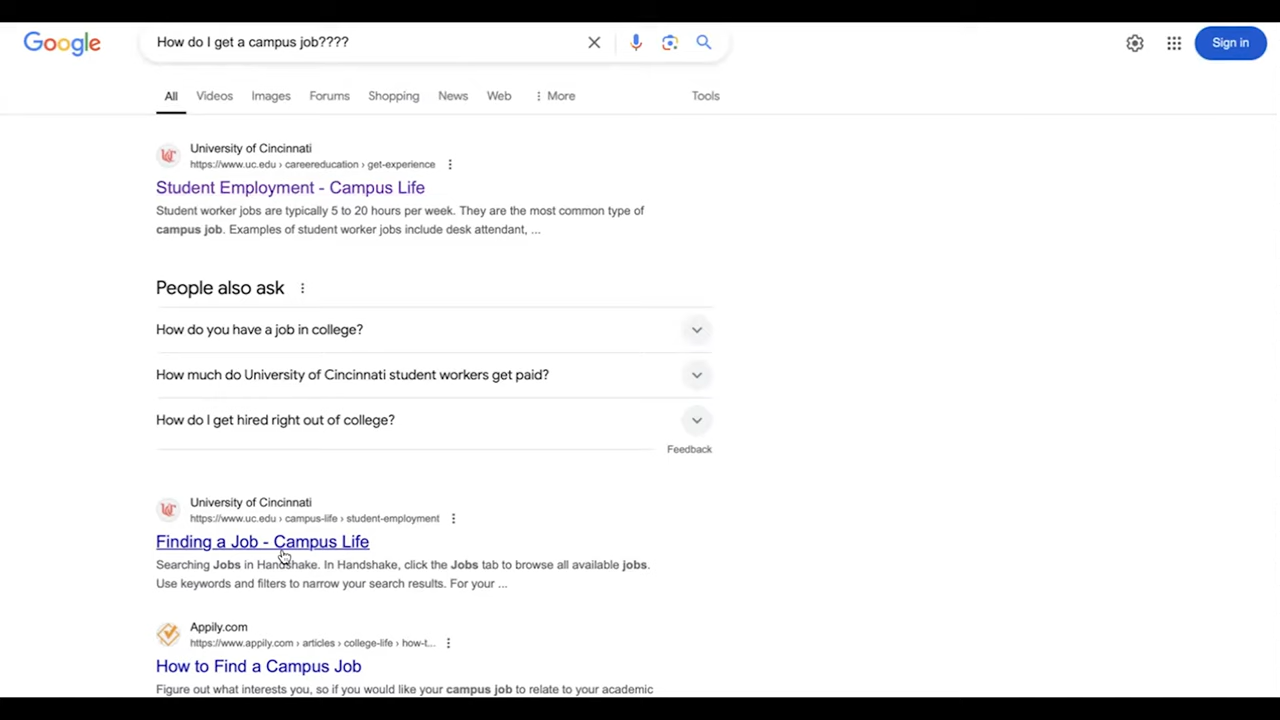 Google
How do I get a campus job????
Sign in
All Videos Images Forums Shopping News Web More Tools
University of Cincinnati
https://www.uc.edu › careereducation › get-experience
Student Employment - Campus Life
Student worker jobs are typically 5 to 20 hours per week. They are the most common type of
campus job. Examples of student worker jobs include desk attendant, ...
People also ask
How do you have a job in college?
How much do University of Cincinnati student workers get paid?
How do I get hired right out of college?
Feedback
University of Cincinnati
https://www.uc.edu › campus-life › student-employment
Finding a Job - Campus Life
Searching Jobs in Handshake. In Handshake, click the Jobs tab to browse all available jobs.
Use keywords and filters to narrow your search results. For your ...
Appily.com
https://www.appily.com › articles › college-life › how-t...
How to Find a Campus Job
Figure out what interests you, so if you would like your campus job to relate to your academic